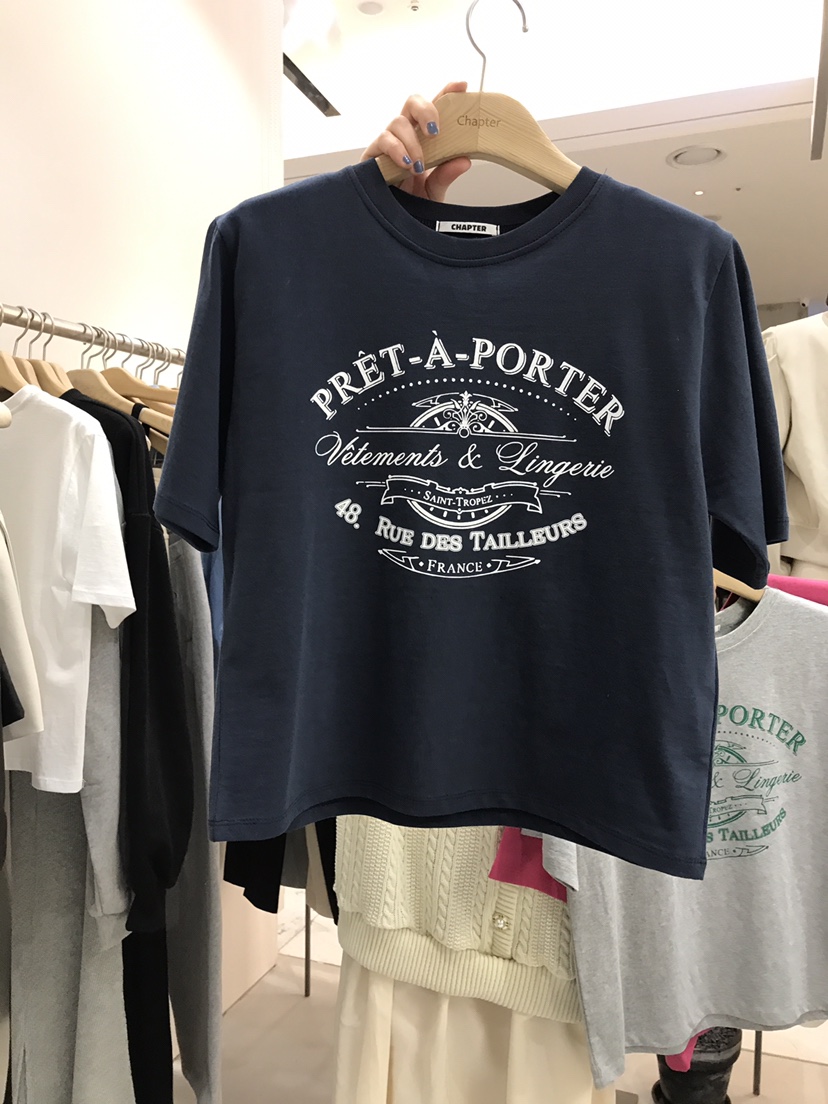 Chapter
CHAPTER
PRÊT-À-PORTER
Vêtements & Lingerie
SAINT-TROPEZ
48. RUE DES TAILLEURS
FRANCE
PORTER
& Lingerie
TAILLEURS